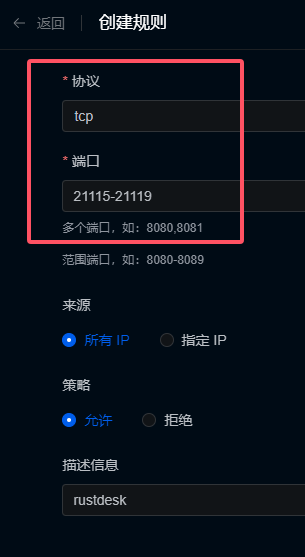 ← 返回 | 创建规则
* 协议
tcp
* 端口
21115-21119
多个端口，如：8080,8081
范围端口，如：8080-8089
来源
所有 IP 指定 IP
策略
允许 拒绝
描述信息
rustdesk